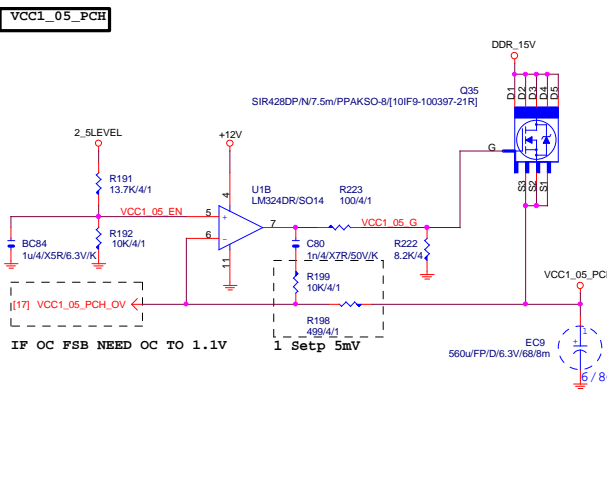 VCC1_05_PCH
DDR_15V
Q35
SIR428DP/N/7.5m/PPAKSO-8/[10IF9-100397-21R]
D1
D2
D3
D4
D5
G
S3
S2
S1
2_5LEVEL
+12V
R191
13.7K/4/1
U1B
LM324DR/SO14
R223
100/4/1
4
VCC1_05_EN
5
+
7
VCC1_05_G
6
-
11
BC84
1u/4/X5R/6.3V/K
R192
10K/4/1
C80
1n/4/X7R/50V/K
R222
8.2K/4
R199
10K/4/1
VCC1_05_PC
[17] VCC1_05_PCH_OV
R198
499/4/1
1
+
EC9
560u/FP/D/6.3V/68/8m
6/8
IF OC FSB NEED OC TO 1.1V
1 Setp 5mV